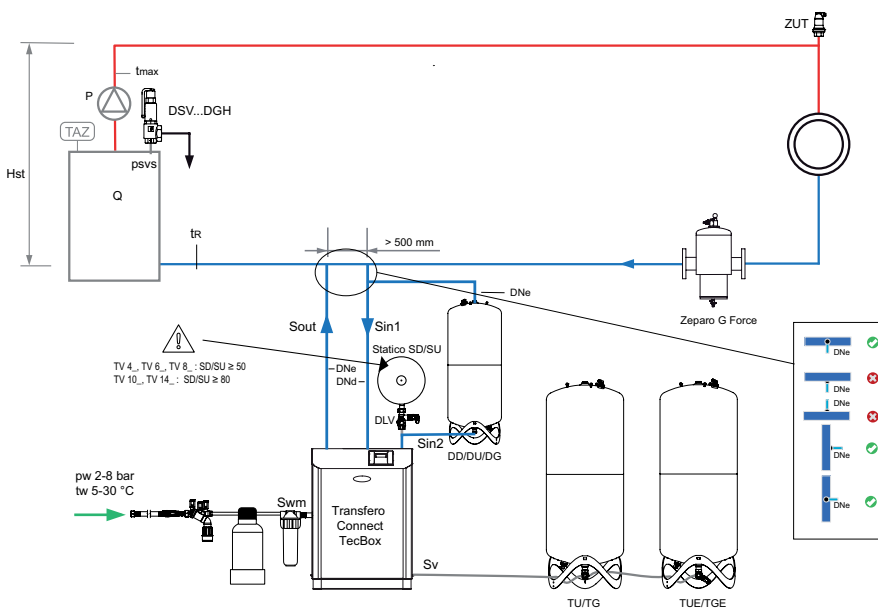 ZUT
tmax
P
DSV...DGH
TAZ
psvs
Hst
Q
tR
> 500 mm
DNe
Zeparo G Force
Sout
Sin1
Statico SD/SU
TV 4_, TV 6_, TV 8_ : SD/SU ≥ 50
TV 10_, TV 14_ : SD/SU ≥ 80
DNe
DNd
DLV
Sin2
DD/DU/DG
DNe
DNe
DNe
DNe
DNe
pw 2-8 bar
tw 5-30 °C
Swm
Transfero
Connect
TecBox
Sv
TU/TG
TUE/TGE